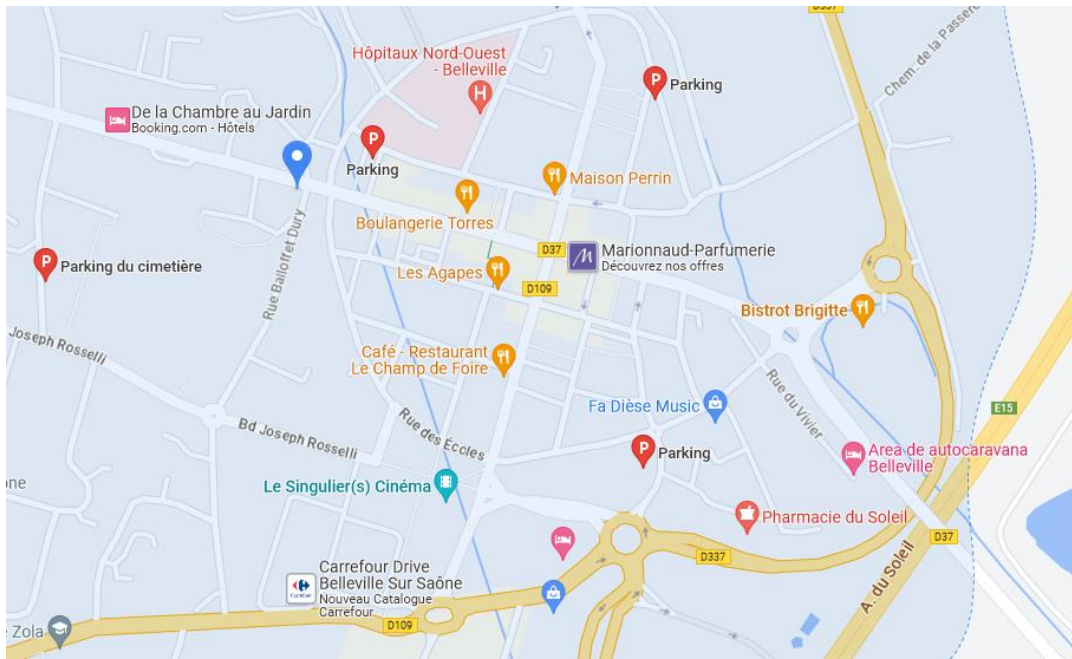 D337
Chem. de la Passere
Hôpitaux Nord-Ouest
- Belleville
H
P
Parking
De la Chambre au Jardin
Booking.com - Hôtels
P
Parking
Maison Perrin
Boulangerie Torres
Rue Balloffet Dury
D37
M
Marionnaud-Parfumerie
Découvrez nos offres
P
Parking du cimetière
Les Agapes
D109
Bistrot Brigitte
Joseph Rosselli
Café - Restaurant
Le Champ de Foire
Rue du Vivier
E15
Fa Dièse Music
Bd Joseph Rosselli
Rue des Eccles
P
Parking
Area de autocaravana
Belleville
Le Singulier(s) Cinéma
one
Pharmacie du Soleil
D37
D337
A. du Soleil
Carrefour Drive
Belleville Sur Saône
Nouveau Catalogue
Carrefour
Zola
D109